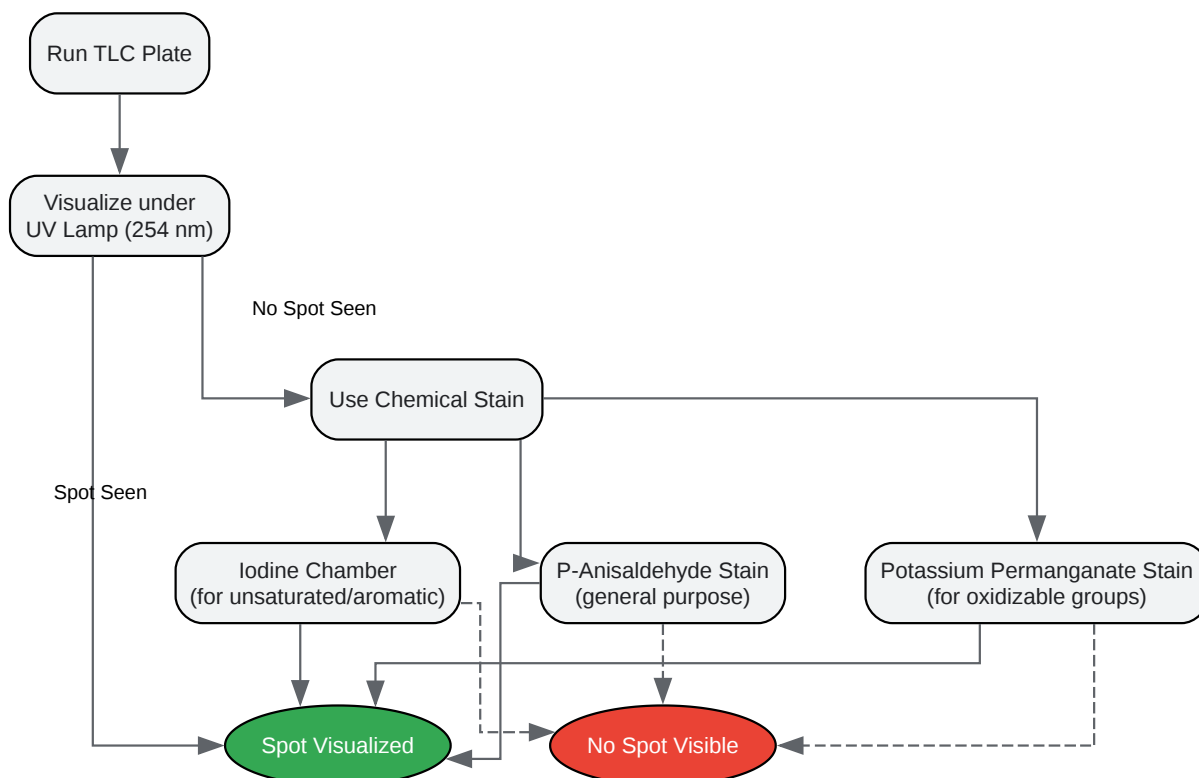 Run TLC Plate
Visualize under
UV Lamp (254 nm)
No Spot Seen
Use Chemical Stain
Spot Seen
Iodine Chamber
(for unsaturated/aromatic)
P-Anisaldehyde Stain
(general purpose)
Potassium Permanganate Stain
(for oxidizable groups)
Spot Visualized
No Spot Visible